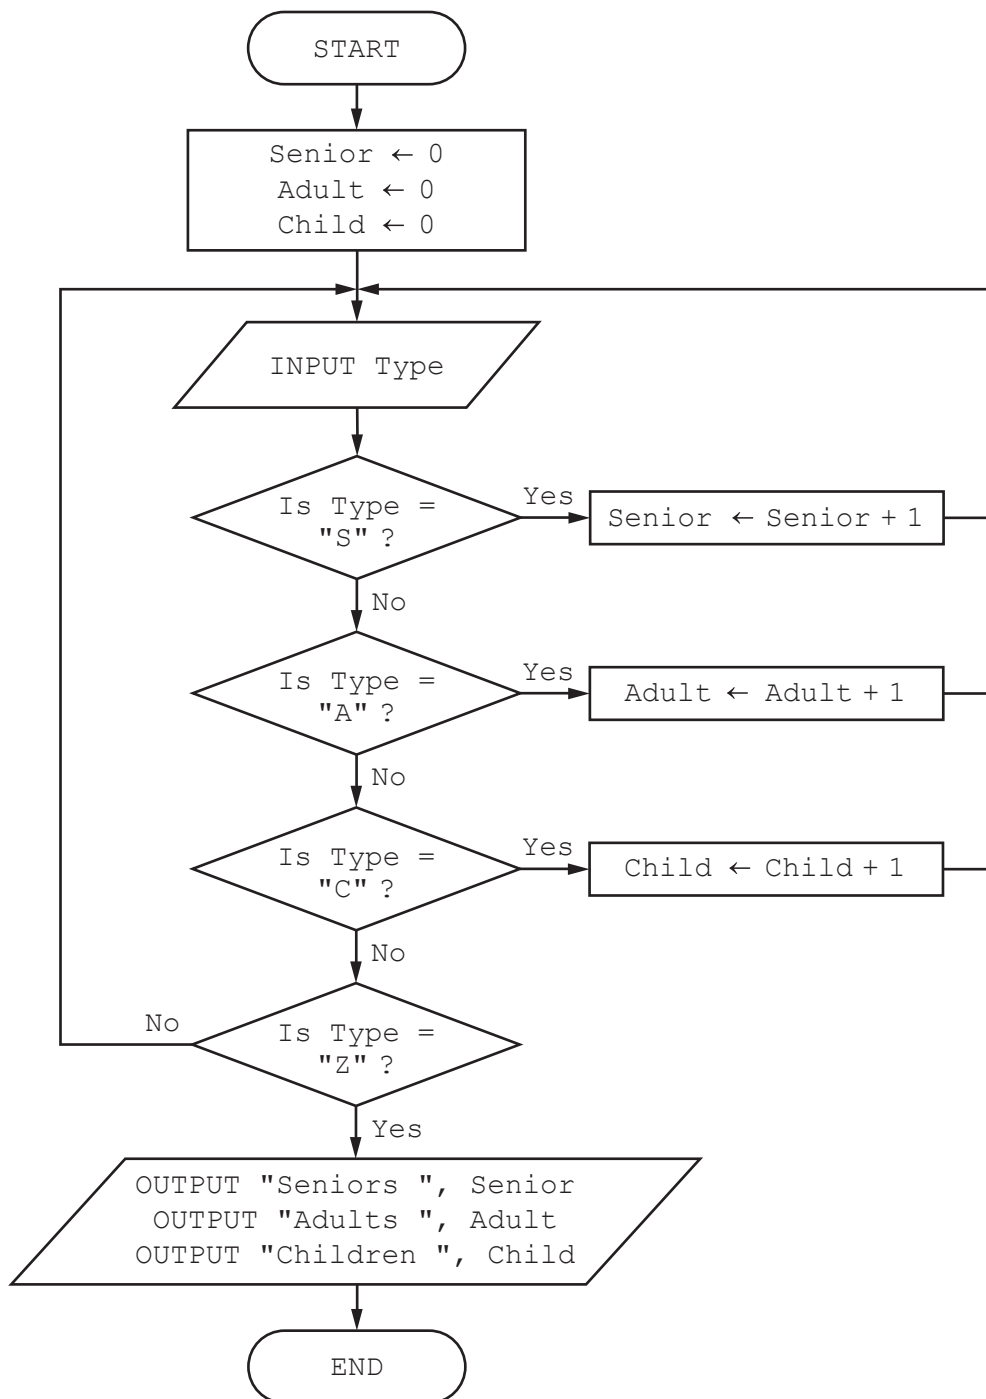 START
Senior ← 0
Adult ← 0
Child ← 0
INPUT Type
Is Type =
"S" ?
Yes
Senior ← Senior + 1
No
Is Type =
"A" ?
Yes
Adult ← Adult + 1
No
Is Type =
"C" ?
Yes
Child ← Child + 1
No
Is Type =
"Z" ?
No
Yes
OUTPUT "Seniors ", Senior
OUTPUT "Adults ", Adult
OUTPUT "Children ", Child
END